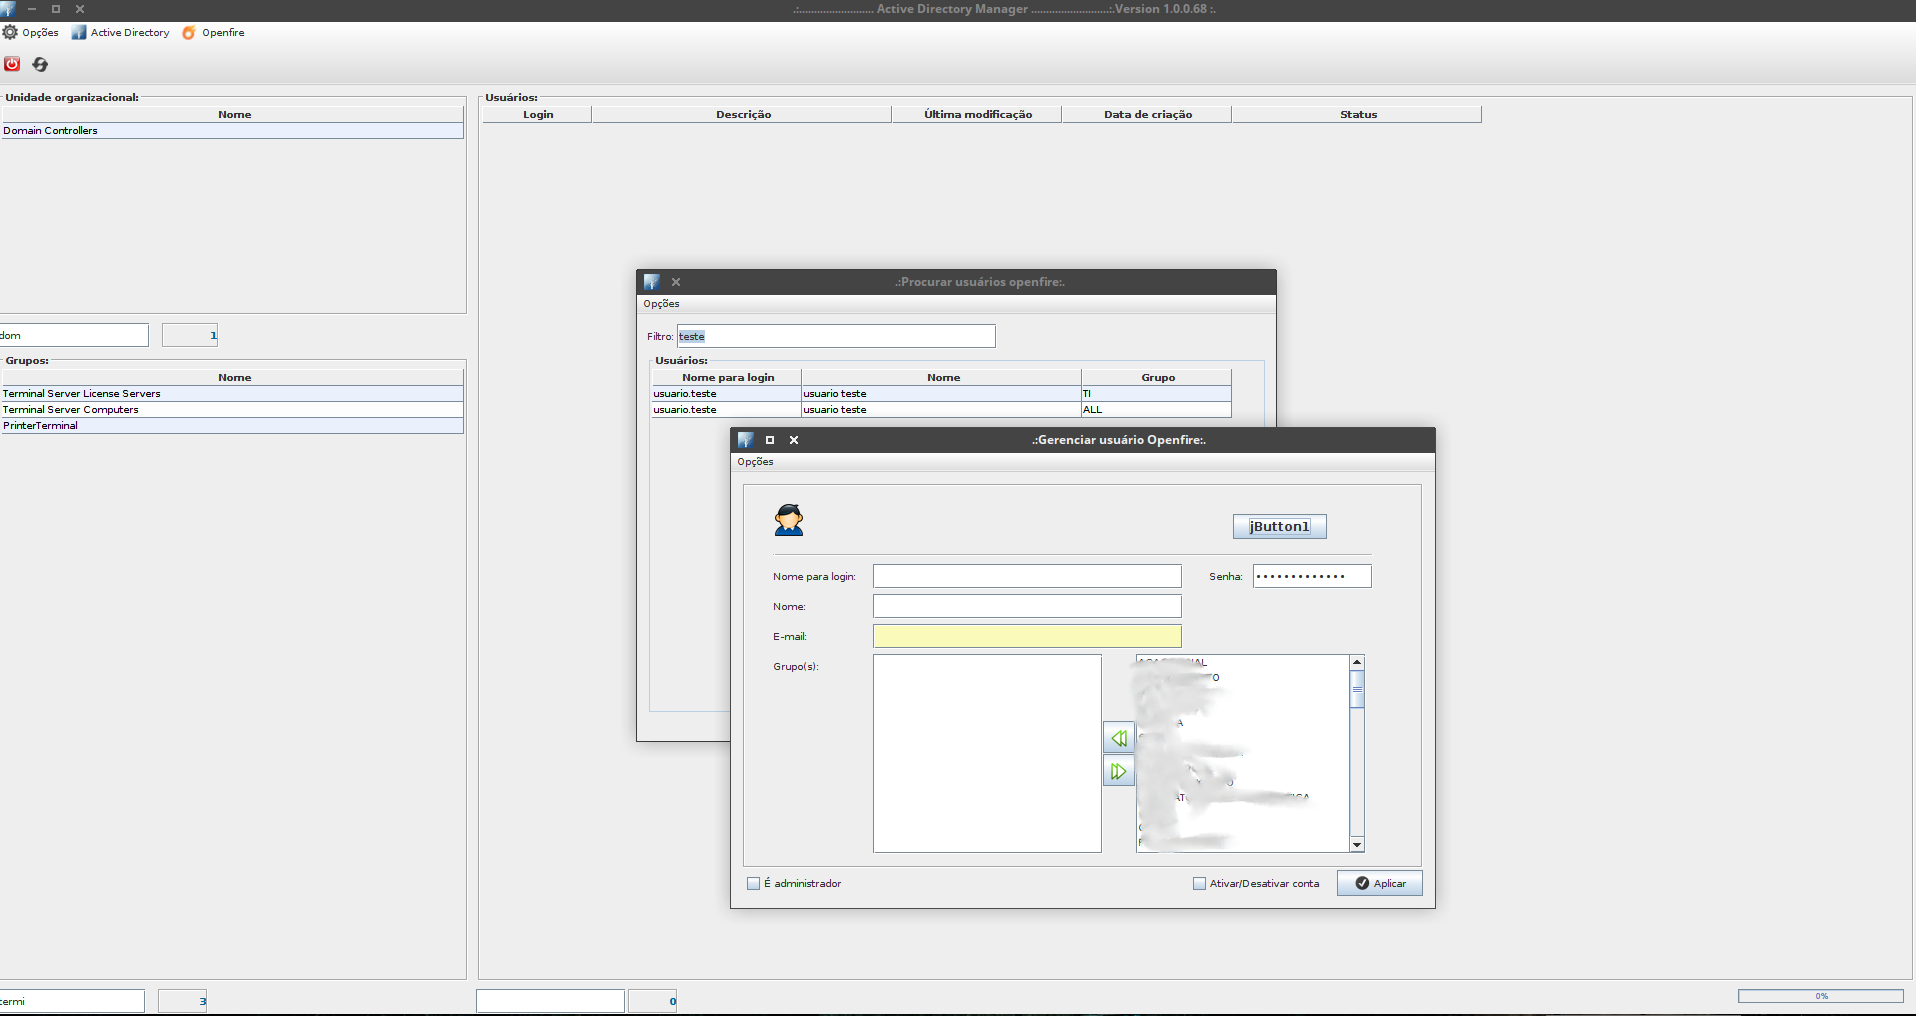 .:......................... Active Directory Manager ..........................:.Version 1.0.0.68 :.
Opções Active Directory Openfire
Unidade organizacional:
Nome
Domain Controllers
dom 1
Grupos:
Nome
Terminal Server License Servers
Terminal Server Computers
PrinterTerminal
termi 3
Usuários:
Login Descrição Última modificação Data de criação Status
0
0%
.:Procurar usuários openfire:.
Opções
Filtro: teste
Usuários:
Nome para login Nome Grupo
usuario.teste usuario teste TI
usuario.teste usuario teste ALL
.:Gerenciar usuário Openfire:.
Opções
jButton1
Nome para login: Senha:
Nome:
E-mail:
Grupo(s):
É administrador Ativar/Desativar conta Aplicar